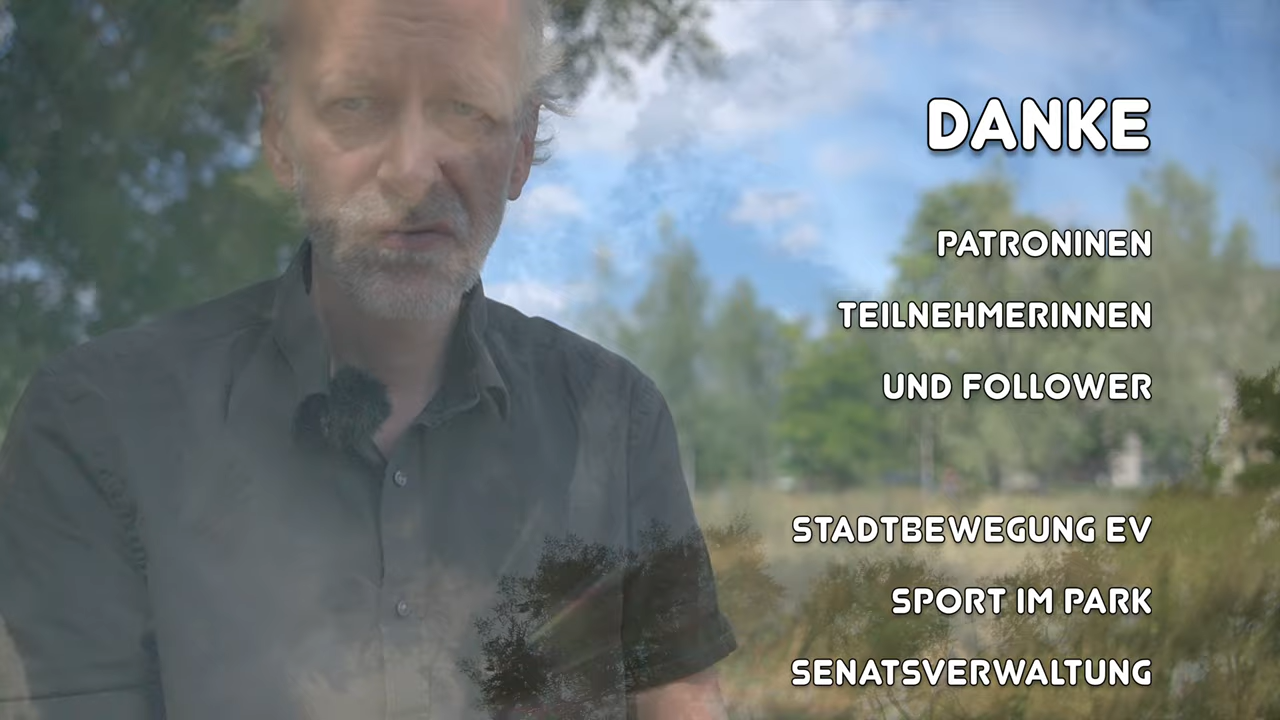 DANKE
PATRONINEN
TEILNEHMERINNEN
UND FOLLOWER
STADTBEWEGUNG EV
SPORT IM PARK
SENATSVERWALTUNG